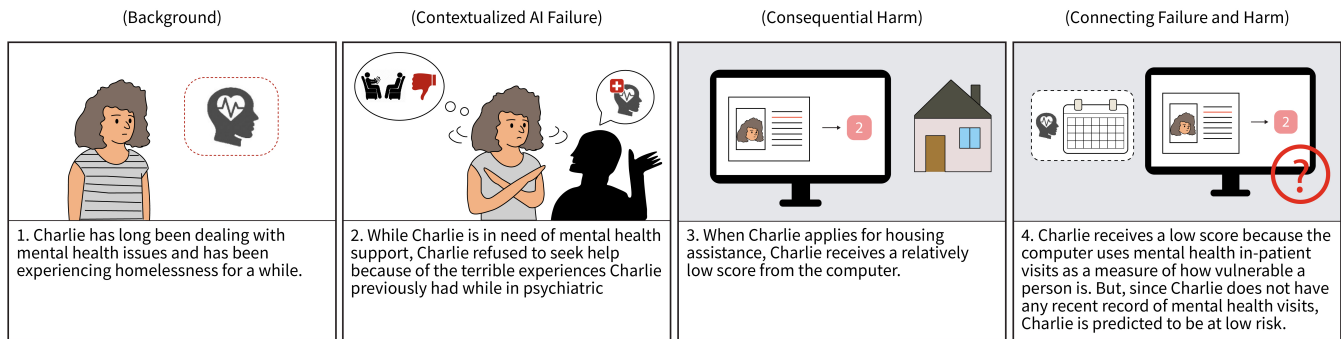 (Background)
(Contextualized AI Failure)
(Consequential Harm)
(Connecting Failure and Harm)
1. Charlie has long been dealing with
mental health issues and has been
experiencing homelessness for a while.
2. While Charlie is in need of mental health
support, Charlie refused to seek help
because of the terrible experiences Charlie
previously had while in psychiatric
2
3. When Charlie applies for housing
assistance, Charlie receives a relatively
low score from the computer.
2
?
4. Charlie receives a low score because the
computer uses mental health in-patient
visits as a measure of how vulnerable a
person is. But, since Charlie does not have
any recent record of mental health visits,
Charlie is predicted to be at low risk.